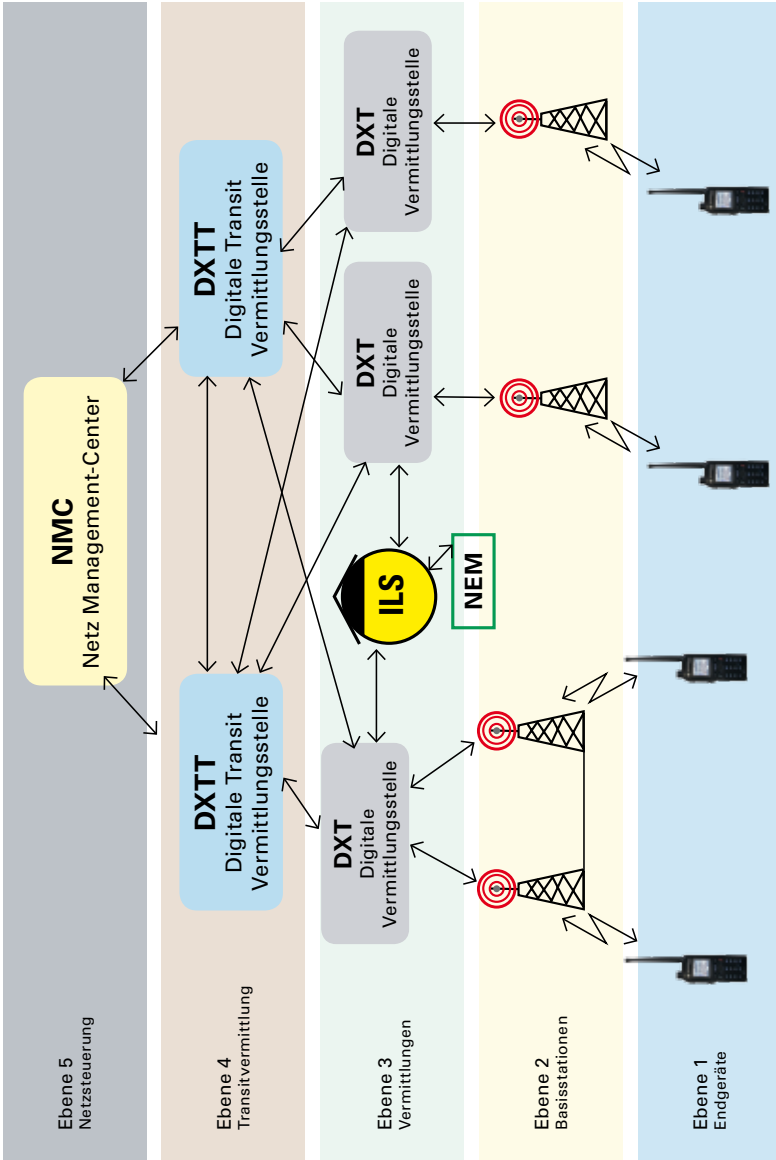 Ebene 5
Netzsteuerung
NMC
Netz Management-Center
Ebene 4
Transitvermittlung
DXTT
Digitale Transit
Vermittlungsstelle
DXTT
Digitale Transit
Vermittlungsstelle
Ebene 3
Vermittlungen
DXT
Digitale
Vermittlungsstelle
ILS
DXT
Digitale
Vermittlungsstelle
DXT
Digitale
Vermittlungsstelle
NEM
Ebene 2
Basisstationen
Ebene 1
Endgeräte